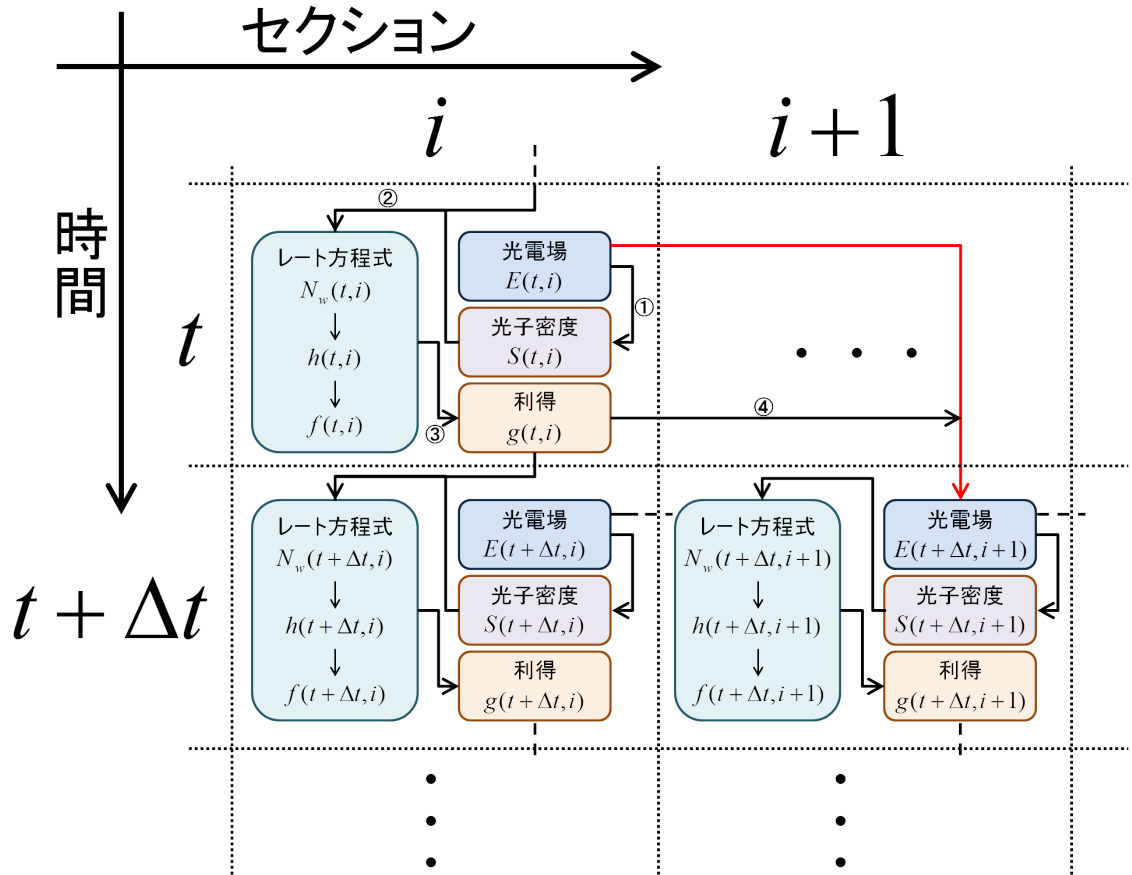 セクション
時間
i
i + 1
t
②
レート方程式
N_w(t,i)
h(t,i)
f(t,i)
光電場
E(t,i)
①
光子密度
S(t,i)
③
利得
g(t,i)
④
• • •
t + Δt
レート方程式
N_w(t + Δt,i)
h(t + Δt,i)
f(t + Δt,i)
光電場
E(t + Δt,i)
光子密度
S(t + Δt,i)
利得
g(t + Δt,i)
レート方程式
N_w(t + Δt,i+1)
h(t + Δt,i+1)
f(t + Δt,i+1)
光電場
E(t + Δt,i+1)
光子密度
S(t + Δt,i+1)
利得
g(t + Δt,i+1)